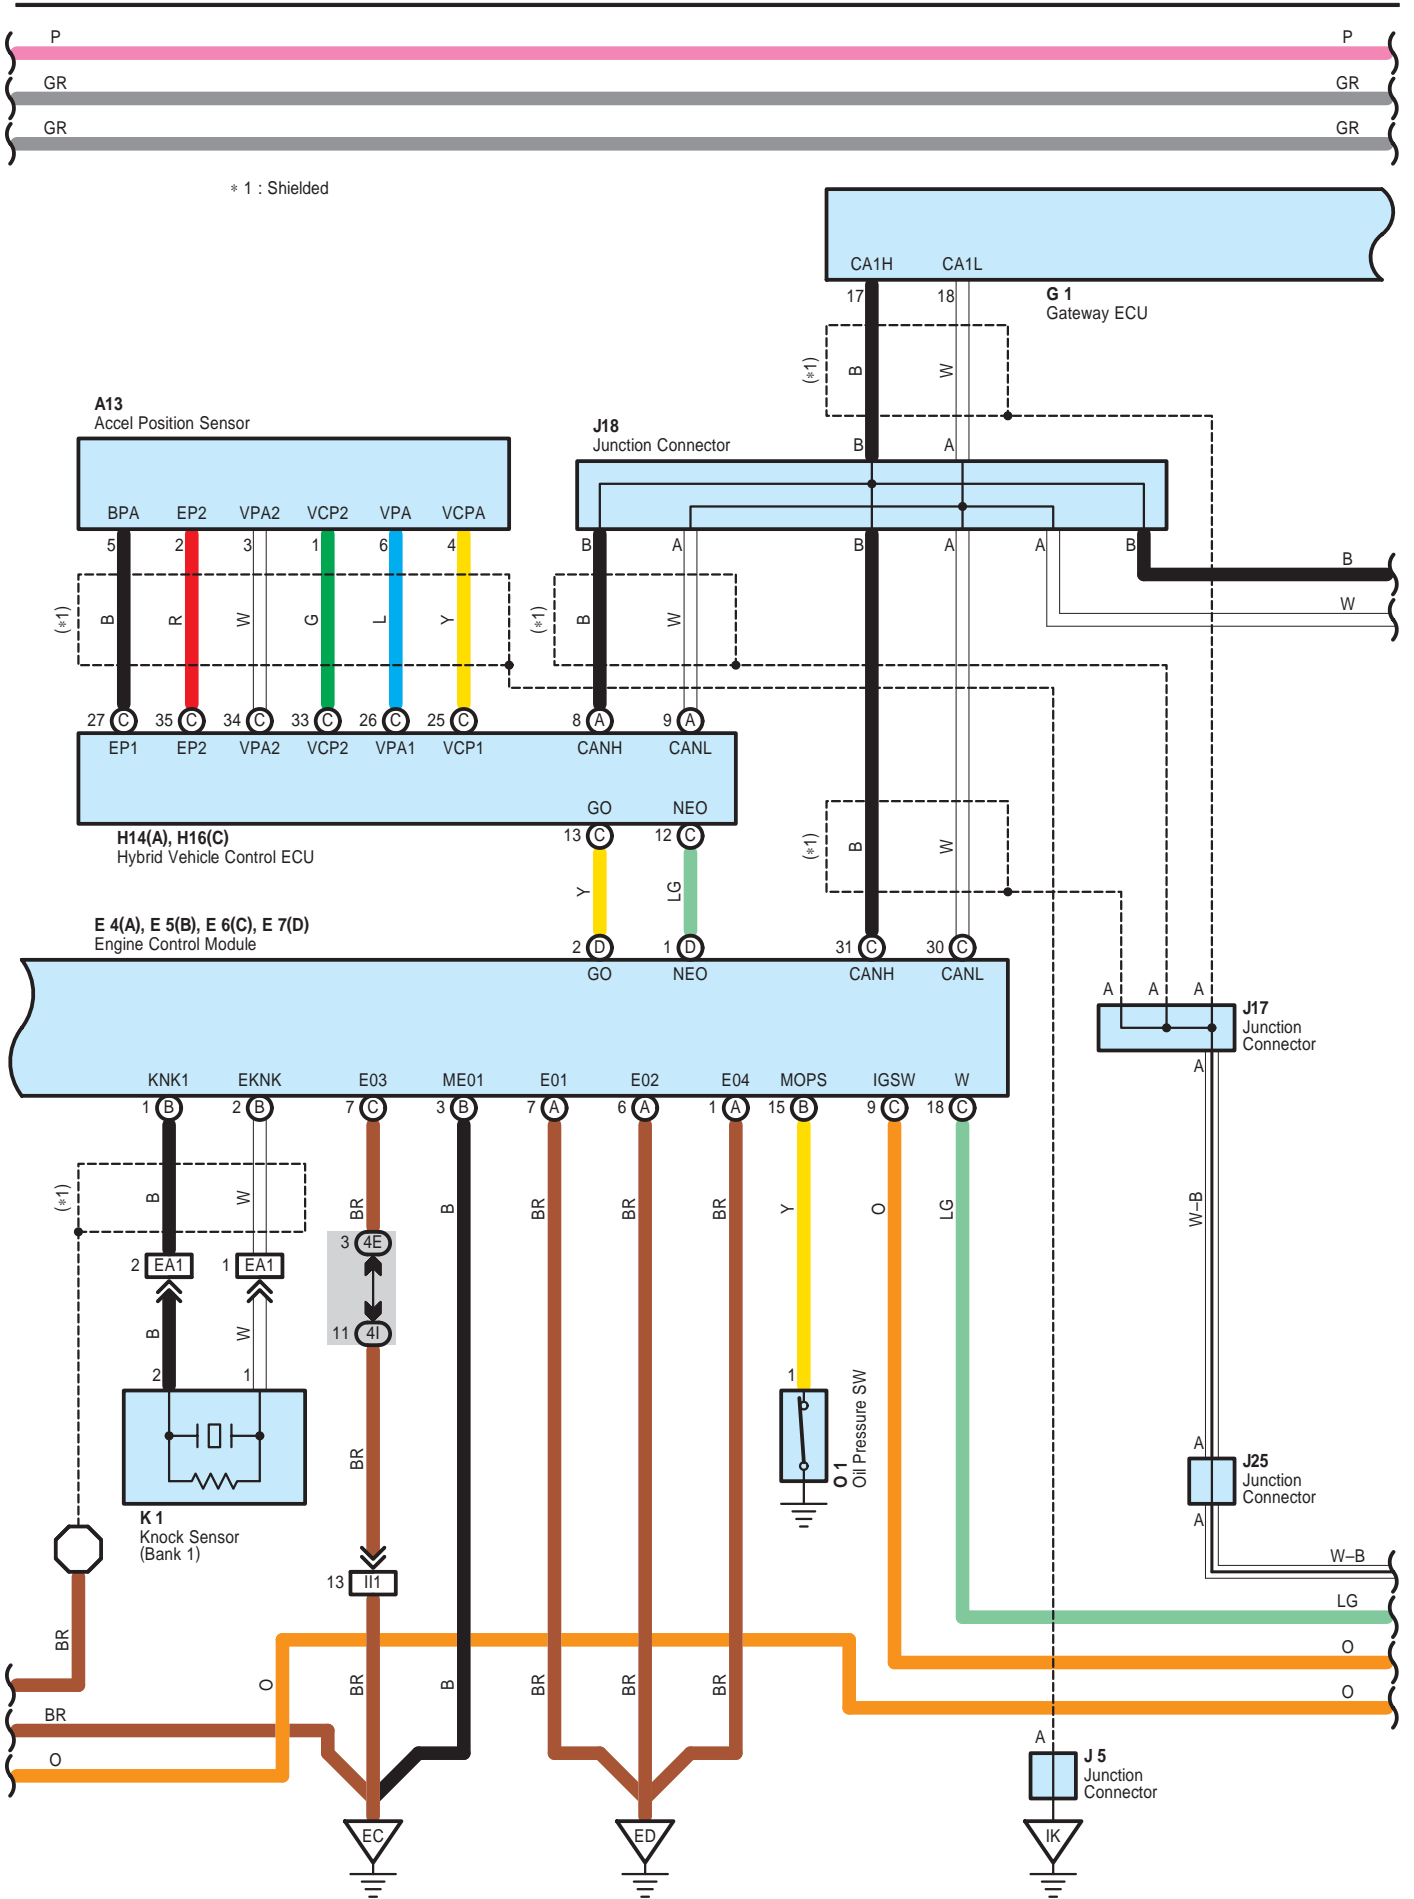 P P
GR GR
GR GR
* 1 : Shielded
CA1H CA1L
17 18
G 1
Gateway ECU
(*1) B W
A13
Accel Position Sensor
J18
Junction Connector
B A
BPA EP2 VPA2 VCP2 VPA VCPA
5 2 3 1 6 4
B A B A A B
B
W
(*1) B R W G L Y
(*1) B W
27 C 35 C 34 C 33 C 26 C 25 C 8 A 9 A
EP1 EP2 VPA2 VCP2 VPA1 VCP1 CANH CANL
GO NEO
13 C 12 C
H14(A), H16(C)
Hybrid Vehicle Control ECU
(*1) B W
Y LG
E 4(A), E 5(B), E 6(C), E 7(D)
Engine Control Module
2 D 1 D 31 C 30 C
GO NEO CANH CANL
A A A
J17
Junction
Connector
A
KNK1 EKNK E03 ME01 E01 E02 E04 MOPS IGSW W
1 B 2 B 7 C 3 B 7 A 6 A 1 A 15 B 9 C 18 C
(*1) B W BR B BR BR BR Y O LG W–B
3 4E
2 EA1 1 EA1
11 4I
B W
2 1
1
O 1
Oil Pressure SW
BR
A
J25
Junction
Connector
A
K 1
Knock Sensor
(Bank 1)
13 II1
W–B
LG
O
O
BR
O BR B BR BR BR
BR
O
A
J 5
Junction
Connector
EC ED IK